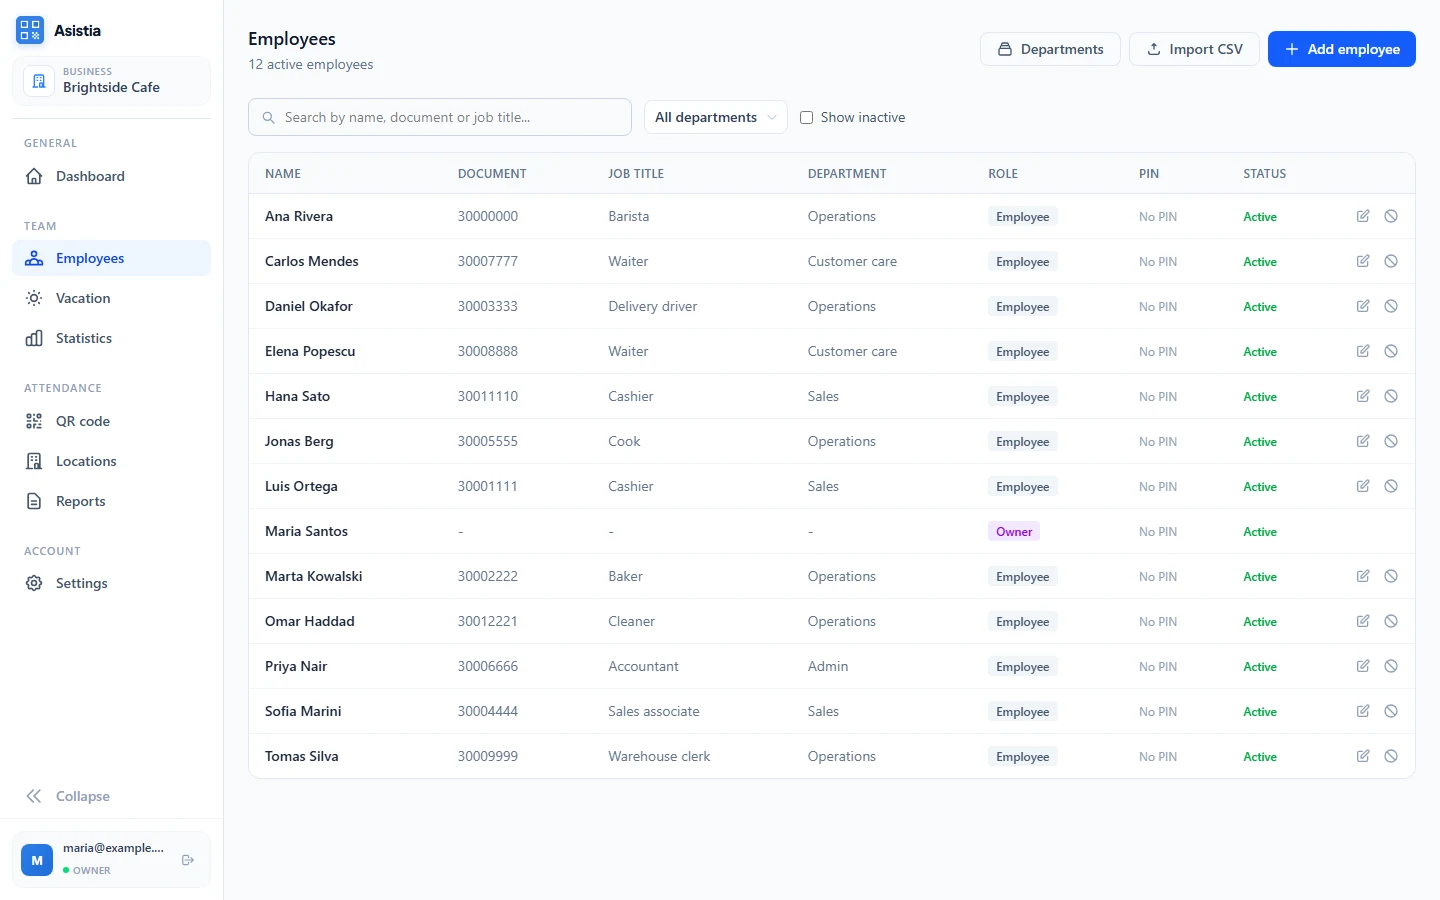 Asistia
BUSINESS
Brightside Cafe
GENERAL
Dashboard
TEAM
Employees
Vacation
Statistics
ATTENDANCE
QR code
Locations
Reports
ACCOUNT
Settings
Collapse
M
maria@example....
OWNER
Employees
12 active employees
Departments
Import CSV
Add employee
Search by name, document or job title...
All departments
Show inactive
NAME DOCUMENT JOB TITLE DEPARTMENT ROLE PIN STATUS
Ana Rivera 30000000 Barista Operations Employee No PIN Active
Carlos Mendes 30007777 Waiter Customer care Employee No PIN Active
Daniel Okafor 30003333 Delivery driver Operations Employee No PIN Active
Elena Popescu 30008888 Waiter Customer care Employee No PIN Active
Hana Sato 30011110 Cashier Sales Employee No PIN Active
Jonas Berg 30005555 Cook Operations Employee No PIN Active
Luis Ortega 30001111 Cashier Sales Employee No PIN Active
Maria Santos - - - Owner No PIN Active
Marta Kowalski 30002222 Baker Operations Employee No PIN Active
Omar Haddad 30012221 Cleaner Operations Employee No PIN Active
Priya Nair 30006666 Accountant Admin Employee No PIN Active
Sofia Marini 30004444 Sales associate Sales Employee No PIN Active
Tomas Silva 30009999 Warehouse clerk Operations Employee No PIN Active